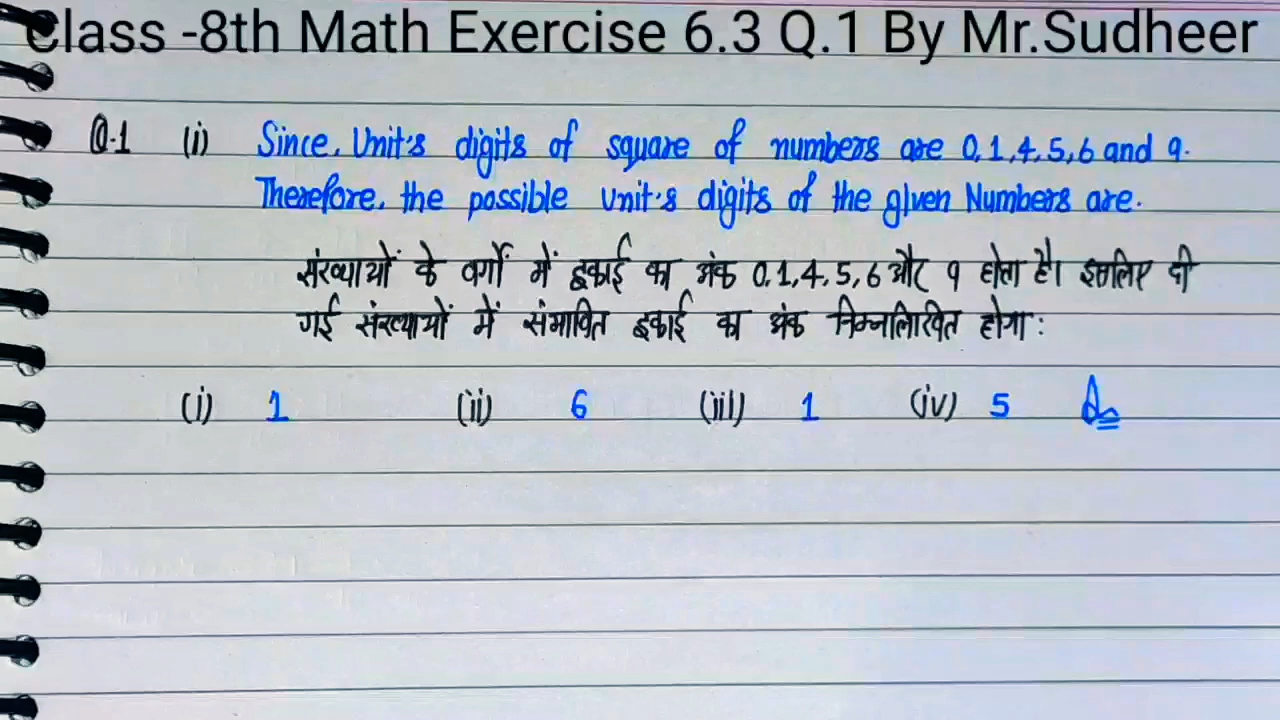 Class -8th Math Exercise 6.3 Q.1 By Mr.Sudheer
Q.1 (i) Since, Unit's digits of square of numbers are 0,1,4,5,6 and 9.
Therefore, the possible unit's digits of the given Numbers are.
संख्याओं के वर्गों में इकाई का अंक 0,1,4,5,6 और 9 होता है। इसलिए दी
गई संख्याओं में संभावित इकाई का अंक निम्नलिखित होगा:
(i) 1 (ii) 6 (iii) 1 (iv) 5 Ans